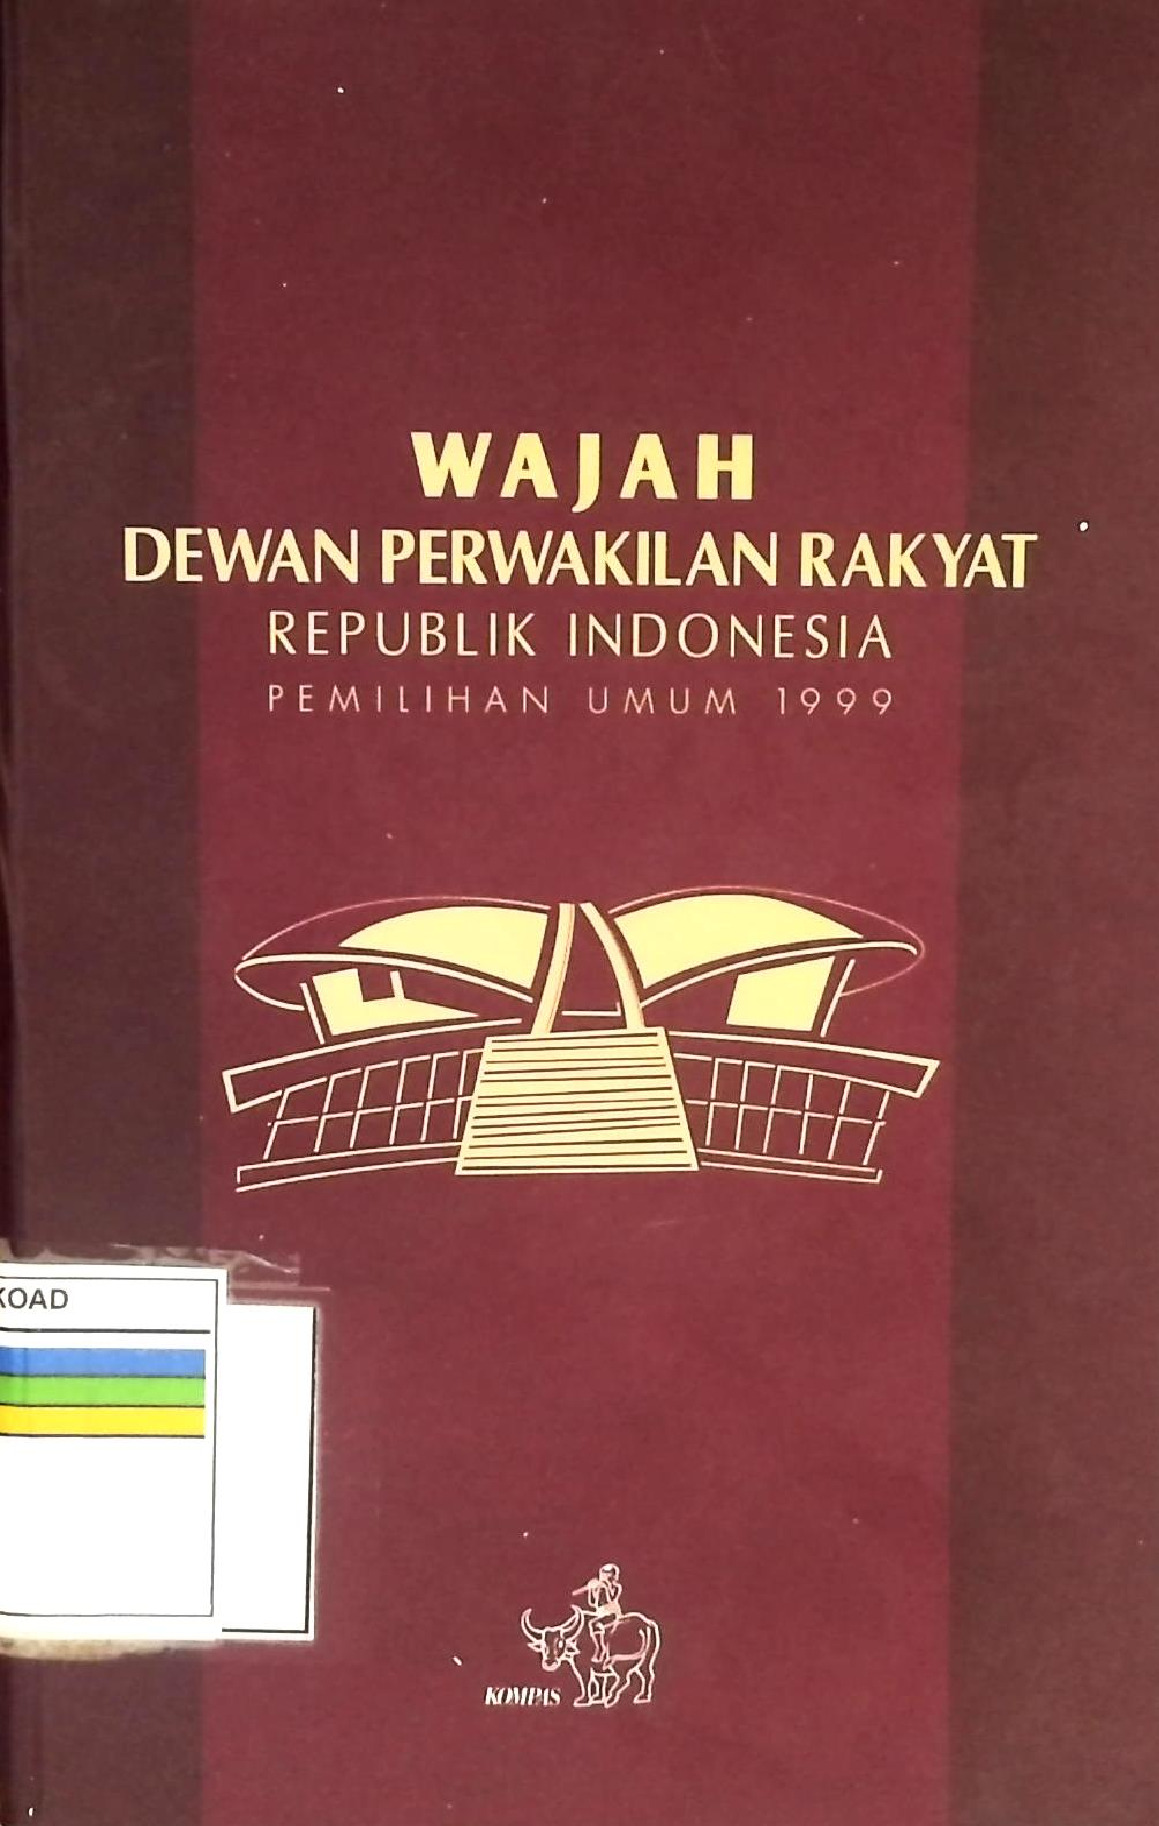 WAJAH
DEWAN PERWAKILAN RAKYAT
REPUBLIK INDONESIA
PEMILIHAN UMUM 1999
KOAD
KOMPAS